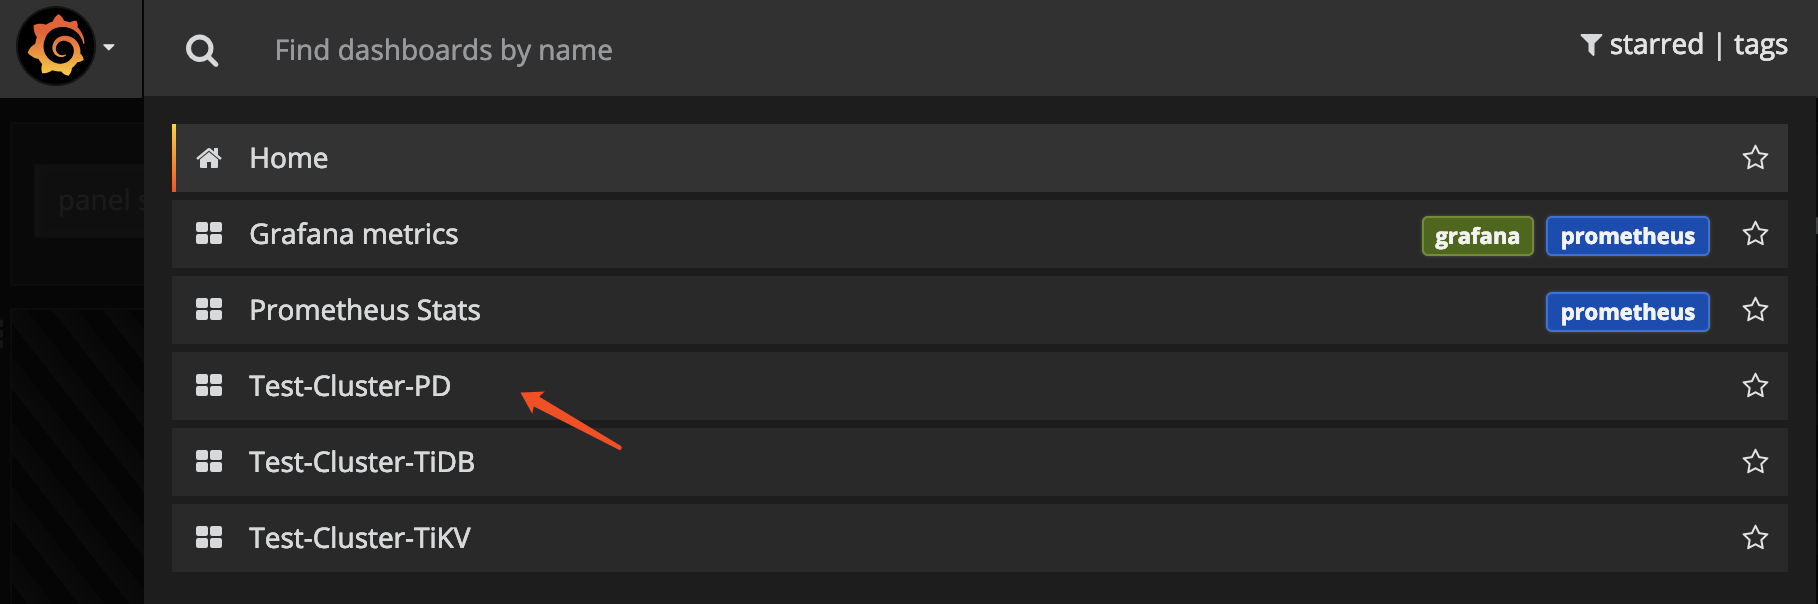 Find dashboards by name
starred | tags
Home
Grafana metrics grafana prometheus
Prometheus Stats prometheus
panel
Test-Cluster-PD
Test-Cluster-TiDB
Test-Cluster-TiKV